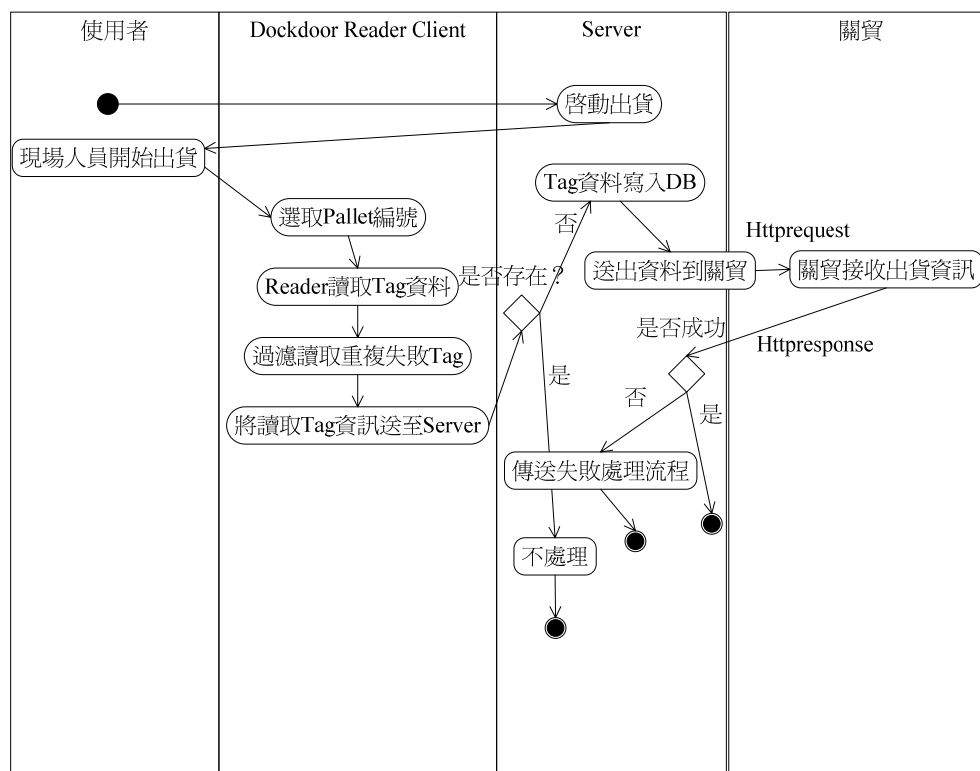 使用者
Dockdoor Reader Client
Server
關貿
啓動出貨
現場人員開始出貨
Tag資料寫入DB
選取Pallet編號
否
Httprequest
Reader讀取Tag資料
是否存在？
送出資料到關貿
關貿接收出貨資訊
是否成功
Httpresponse
過濾讀取重複失敗Tag
是
否
是
將讀取Tag資訊送至Server
傳送失敗處理流程
不處理